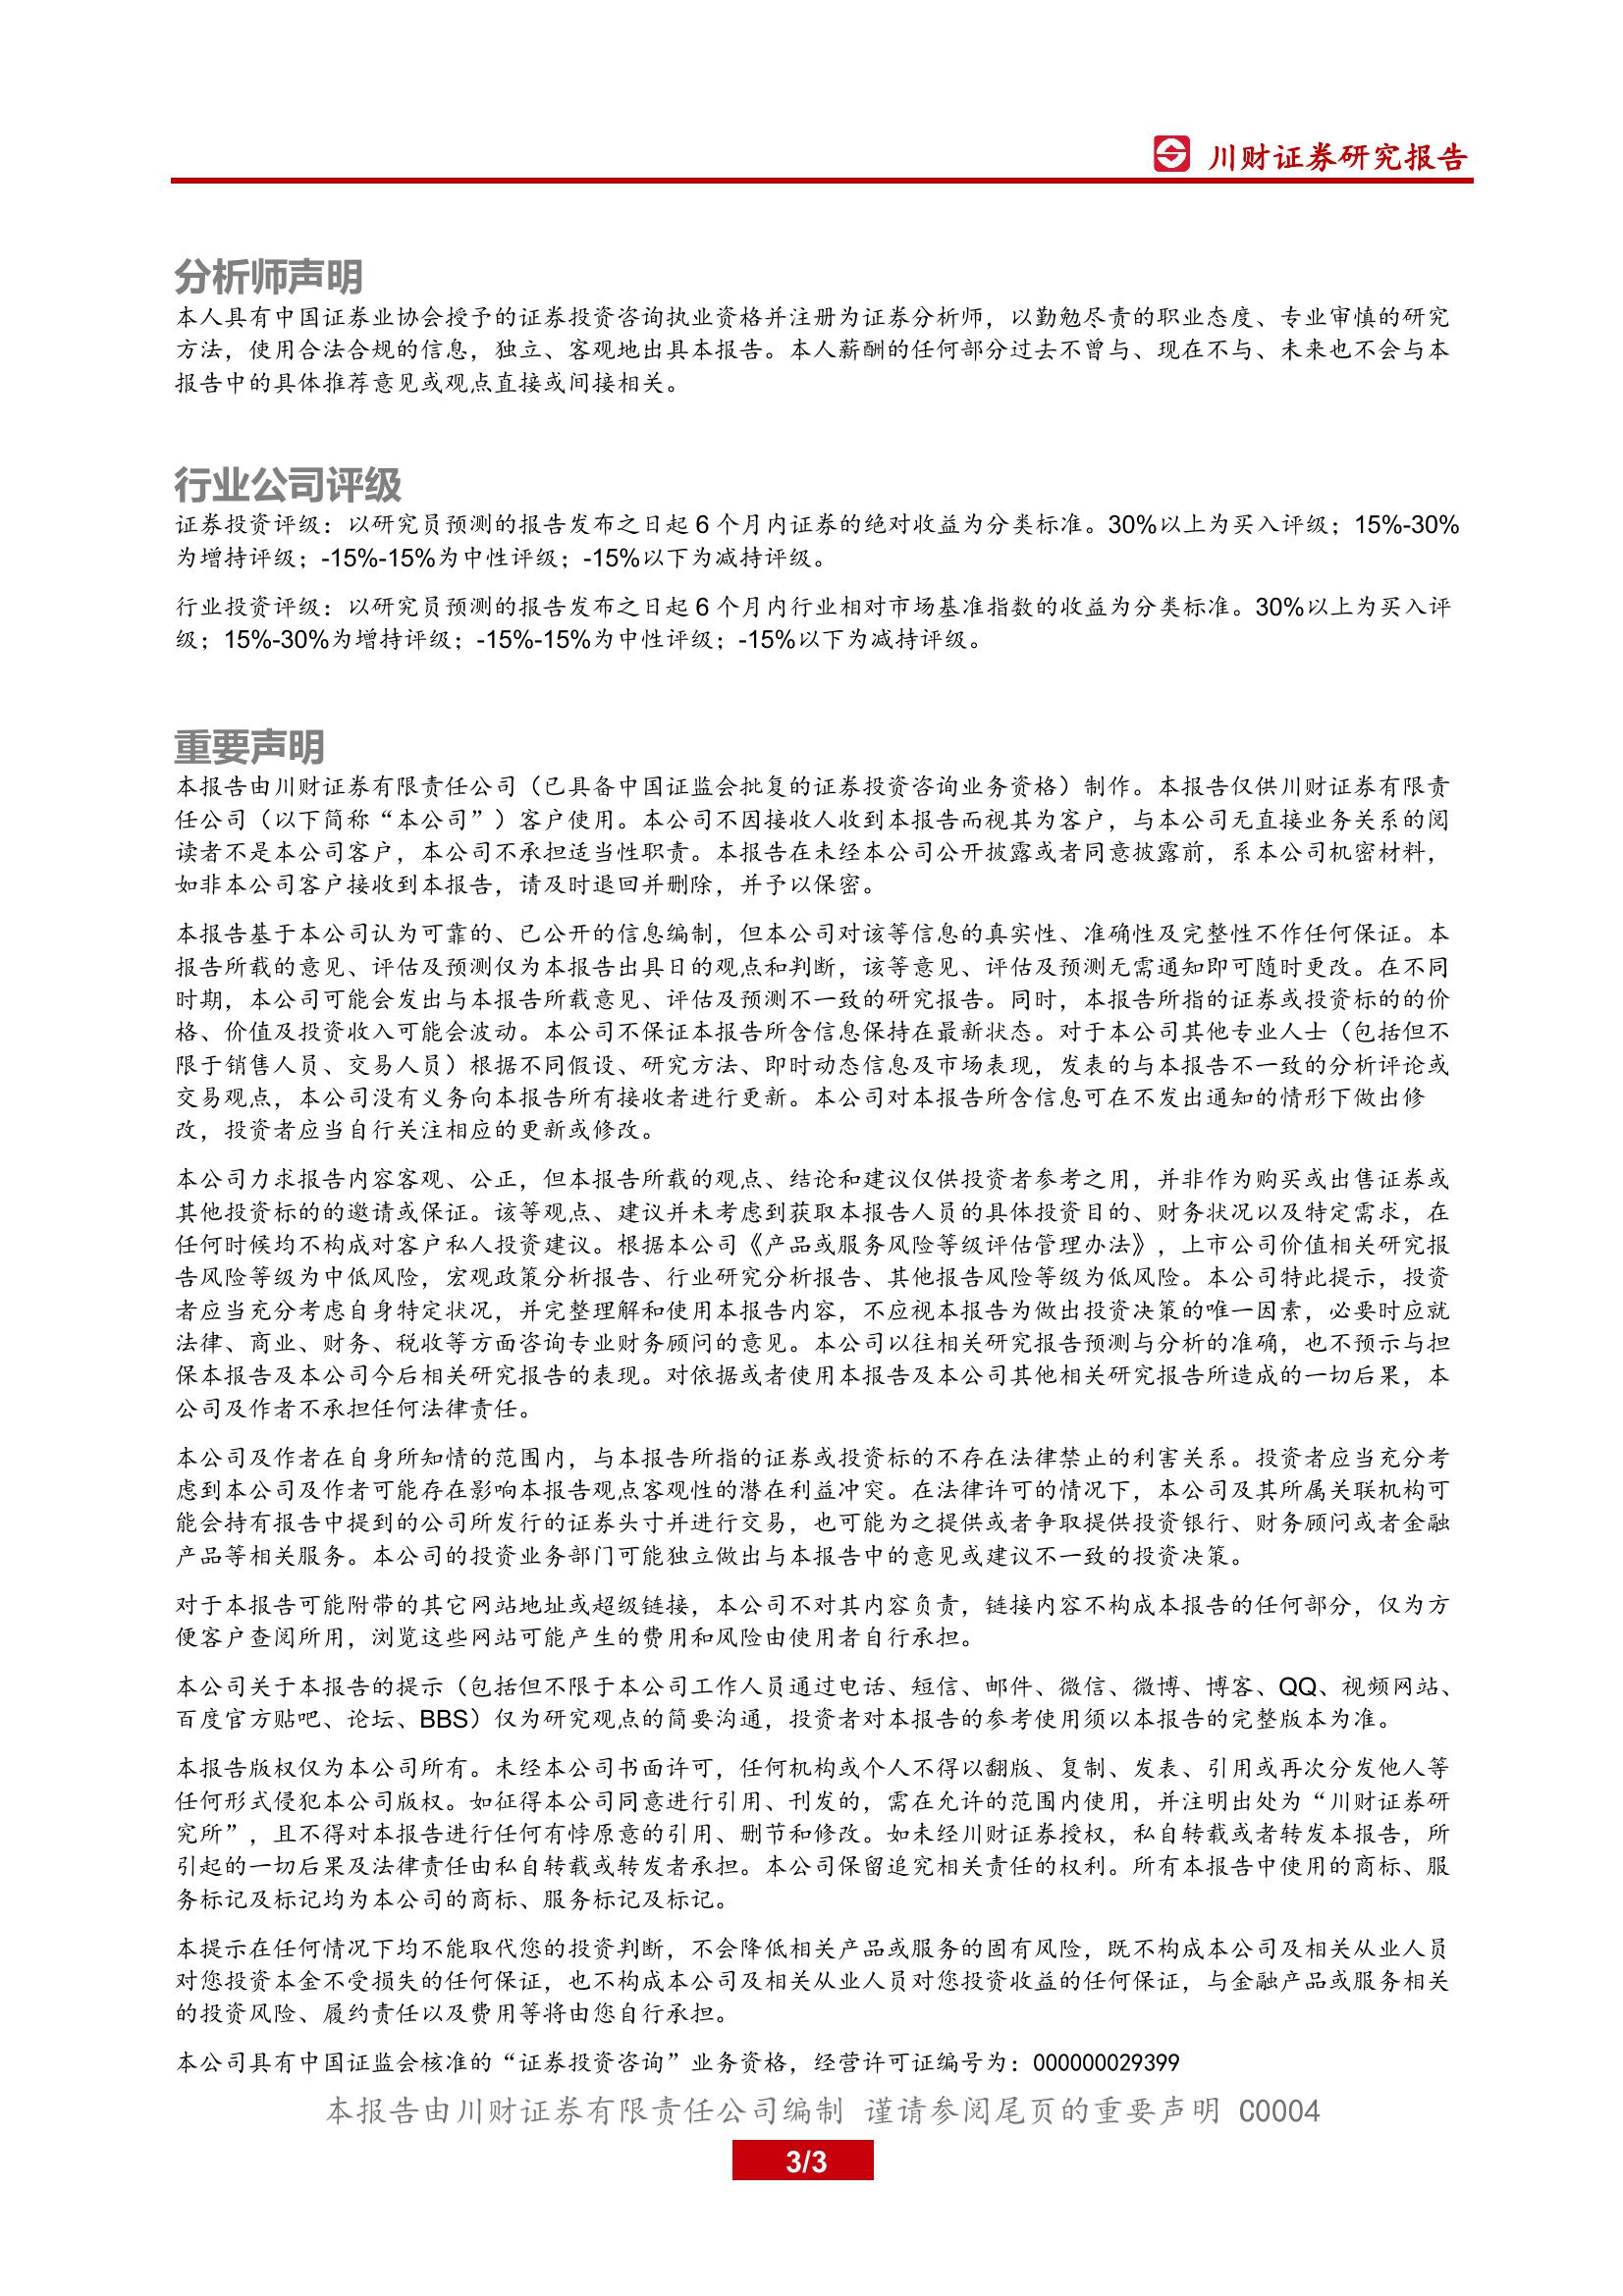 川财证券研究报告
分析师声明
本人具有中国证券业协会授予的证券投资咨询执业资格并注册为证券分析师，以勤勉尽责的职业态度、专业审慎的研究
方法，使用合法合规的信息，独立、客观地出具本报告。本人薪酬的任何部分过去不曾与、现在不与、未来也不会与本
报告中的具体推荐意见或观点直接或间接相关。
行业公司评级
证券投资评级：以研究员预测的报告发布之日起 6 个月内证券的绝对收益为分类标准。30%以上为买入评级；15%-30%
为增持评级；-15%-15%为中性评级；-15%以下为减持评级。
行业投资评级：以研究员预测的报告发布之日起 6 个月内行业相对市场基准指数的收益为分类标准。30%以上为买入评
级；15%-30%为增持评级；-15%-15%为中性评级；-15%以下为减持评级。
重要声明
本报告由川财证券有限责任公司（已具备中国证监会批复的证券投资咨询业务资格）制作。本报告仅供川财证券有限责
任公司（以下简称“本公司”）客户使用。本公司不因接收人收到本报告而视其为客户，与本公司无直接业务关系的阅
读者不是本公司客户，本公司不承担适当性职责。本报告在未经本公司公开披露或者同意披露前，系本公司机密材料，
如非本公司客户接收到本报告，请及时退回并删除，并予以保密。
本报告基于本公司认为可靠的、已公开的信息编制，但本公司对该等信息的真实性、准确性及完整性不作任何保证。本
报告所载的意见、评估及预测仅为本报告出具日的观点和判断，该等意见、评估及预测无需通知即可随时更改。在不同
时期，本公司可能会发出与本报告所载意见、评估及预测不一致的研究报告。同时，本报告所指的证券或投资标的的价
格、价值及投资收入可能会波动。本公司不保证本报告所含信息保持在最新状态。对于本公司其他专业人士（包括但不
限于销售人员、交易人员）根据不同假设、研究方法、即时动态信息及市场表现，发表的与本报告不一致的分析评论或
交易观点，本公司没有义务向本报告所有接收者进行更新。本公司对本报告所含信息可在不发出通知的情形下做出修
改，投资者应当自行关注相应的更新或修改。
本公司力求报告内容客观、公正，但本报告所载的观点、结论和建议仅供投资者参考之用，并非作为购买或出售证券或
其他投资标的的邀请或保证。该等观点、建议并未考虑到获取本报告人员的具体投资目的、财务状况以及特定需求，在
任何时候均不构成对客户私人投资建议。根据本公司《产品或服务风险等级评估管理办法》，上市公司价值相关研究报
告风险等级为中低风险，宏观政策分析报告、行业研究分析报告、其他报告风险等级为低风险。本公司特此提示，投资
者应当充分考虑自身特定状况，并完整理解和使用本报告内容，不应视本报告为做出投资决策的唯一因素，必要时应就
法律、商业、财务、税收等方面咨询专业财务顾问的意见。本公司以往相关研究报告预测与分析的准确，也不预示与担
保本报告及本公司今后相关研究报告的表现。对依据或者使用本报告及本公司其他相关研究报告所造成的一切后果，本
公司及作者不承担任何法律责任。
本公司及作者在自身所知情的范围内，与本报告所指的证券或投资标的不存在法律禁止的利害关系。投资者应当充分考
虑到本公司及作者可能存在影响本报告观点客观性的潜在利益冲突。在法律许可的情况下，本公司及其所属关联机构可
能会持有报告中提到的公司所发行的证券头寸并进行交易，也可能为之提供或者争取提供投资银行、财务顾问或者金融
产品等相关服务。本公司的投资业务部门可能独立做出与本报告中的意见或建议不一致的投资决策。
对于本报告可能附带的其它网站地址或超级链接，本公司不对其内容负责，链接内容不构成本报告的任何部分，仅为方
便客户查阅所用，浏览这些网站可能产生的费用和风险由使用者自行承担。
本公司关于本报告的提示（包括但不限于本公司工作人员通过电话、短信、邮件、微信、微博、博客、QQ、视频网站、
百度官方贴吧、论坛、BBS）仅为研究观点的简要沟通，投资者对本报告的参考使用须以本报告的完整版本为准。
本报告版权仅为本公司所有。未经本公司书面许可，任何机构或个人不得以翻版、复制、发表、引用或再次分发他人等
任何形式侵犯本公司版权。如征得本公司同意进行引用、刊发的，需在允许的范围内使用，并注明出处为“川财证券研
究所”，且不得对本报告进行任何有悖原意的引用、删节和修改。如未经川财证券授权，私自转载或者转发本报告，所
引起的一切后果及法律责任由私自转载或转发者承担。本公司保留追究相关责任的权利。所有本报告中使用的商标、服
务标记及标记均为本公司的商标、服务标记及标记。
本提示在任何情况下均不能取代您的投资判断，不会降低相关产品或服务的固有风险，既不构成本公司及相关从业人员
对您投资本金不受损失的任何保证，也不构成本公司及相关从业人员对您投资收益的任何保证，与金融产品或服务相关
的投资风险、履约责任以及费用等将由您自行承担。
本公司具有中国证监会核准的“证券投资咨询”业务资格，经营许可证编号为：000000029399
本报告由川财证券有限责任公司编制 谨请参阅尾页的重要声明 C0004
3/3